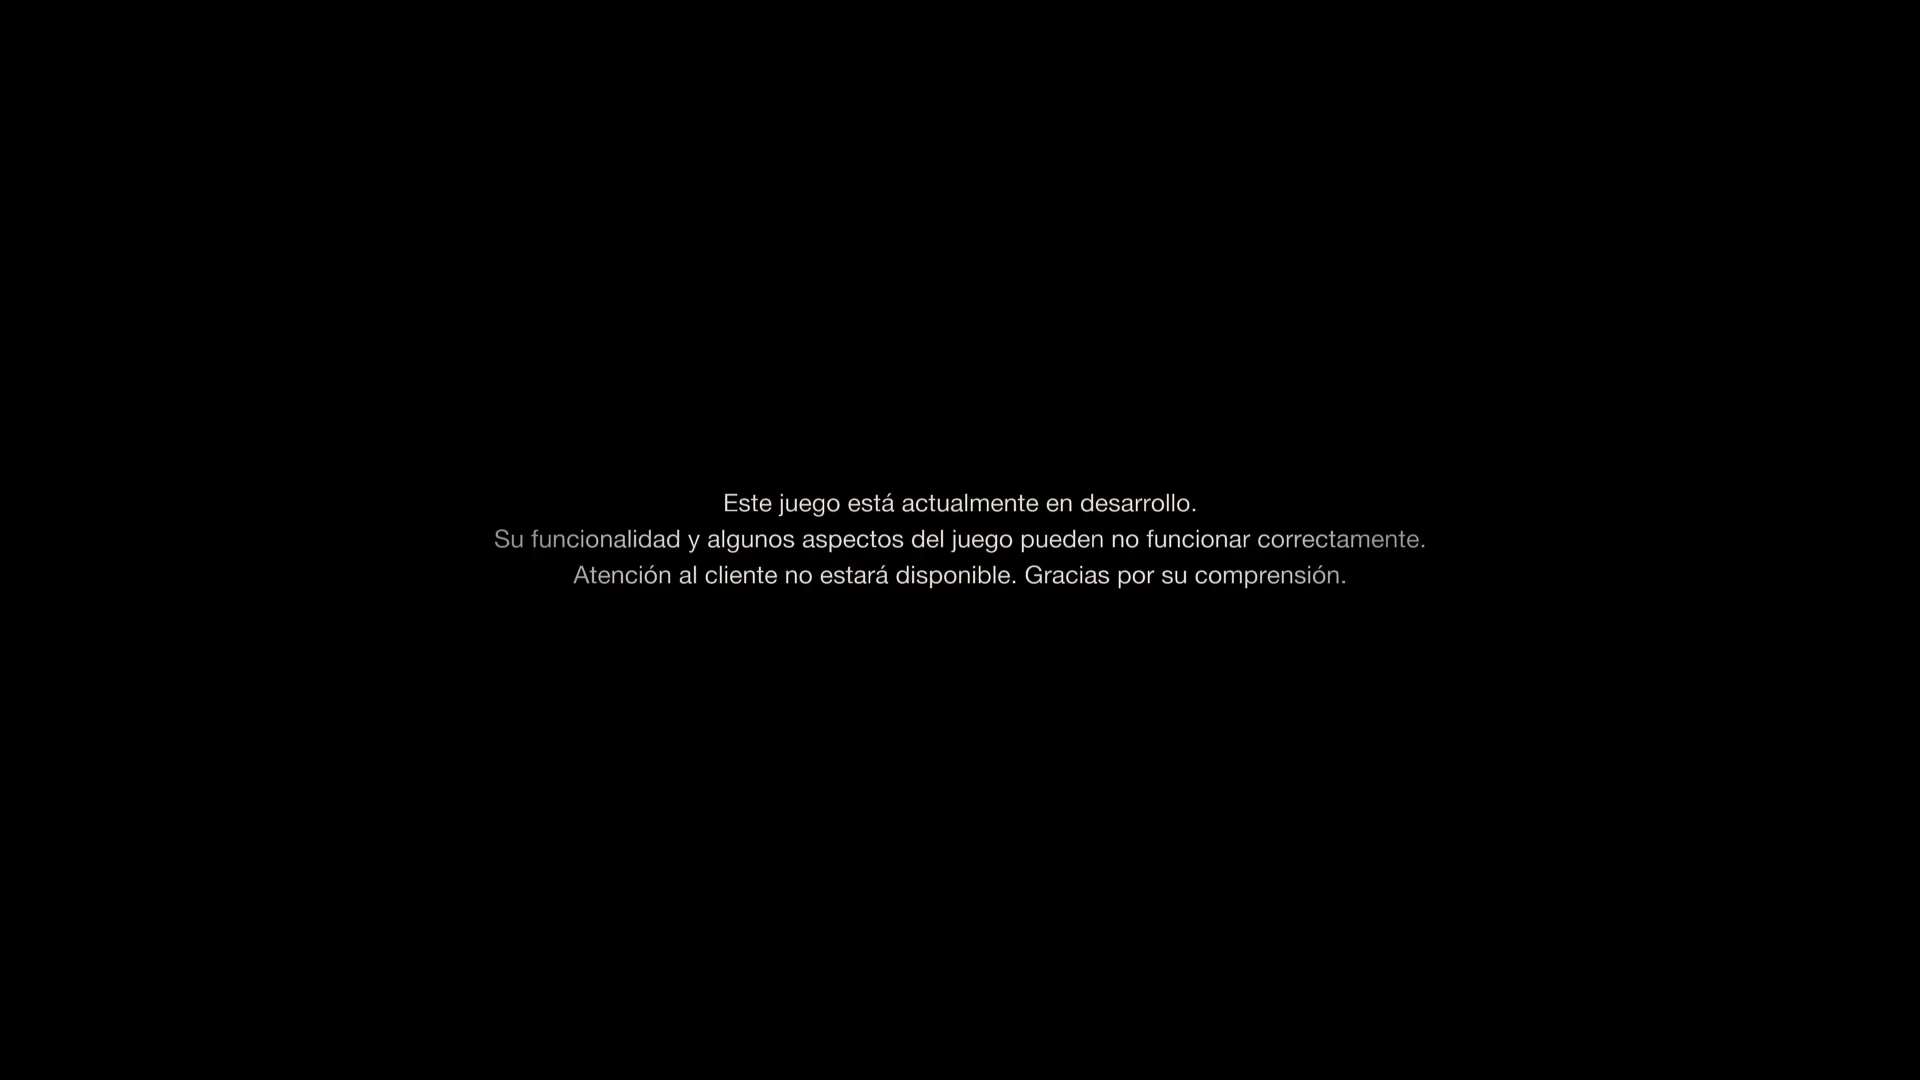 Este juego está actualmente en desarrollo.
Su funcionalidad y algunos aspectos del juego pueden no funcionar correctamente.
Atención al cliente no estará disponible. Gracias por su comprensión.